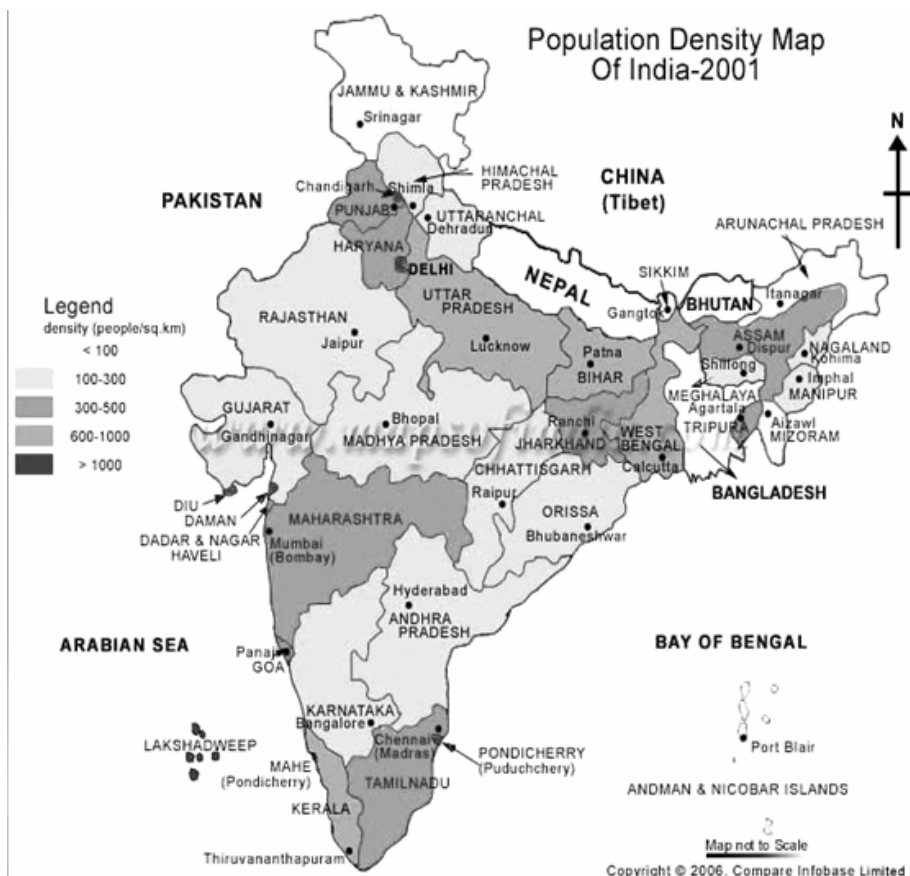 Population Density Map
Of India-2001
JAMMU & KASHMIR
Srinagar
N
HIMACHAL
PRADESH
CHINA
(Tibet)
PAKISTAN
Chandigarh
Shimla
PUNJAB
UTTARANCHAL
Dehradun
ARUNACHAL PRADESH
HARYANA
DELHI
NEPAL
SIKKIM
Gangtok
BHUTAN
Itanagar
UTTAR
PRADESH
Legend
density (people/sq.km)
< 100
100-300
300-500
600-1000
> 1000
RAJASTHAN
Jaipur
Lucknow
Patna
BIHAR
ASSAM
Dispur
NAGALAND
Kohima
Shillong
Imphal
MANIPUR
MEGHALAYA
Agartala
TRIPURA
Aizawl
MIZORAM
GUJARAT
Gandhinagar
Bhopal
MADHYA PRADESH
Ranchi
JHARKHAND
WEST
BENGAL
Calcutta
CHHATTISGARH
Raipur
BANGLADESH
DIU
DAMAN
DADAR & NAGAR
HAVELI
MAHARASHTRA
Mumbai
(Bombay)
ORISSA
Bhubaneshwar
Hyderabad
ANDHRA
PRADESH
ARABIAN SEA
Panaji
GOA
BAY OF BENGAL
KARNATAKA
Bangalore
LAKSHADWEEP
Chennai
(Madras)
PONDICHERRY
(Puduchchery)
MAHE
(Pondicherry)
TAMILNADU
KERALA
Thiruvananthapuram
Port Blair
ANDMAN & NICOBAR ISLANDS
Map not to Scale
Copyright © 2006, Compare Infobase Limited